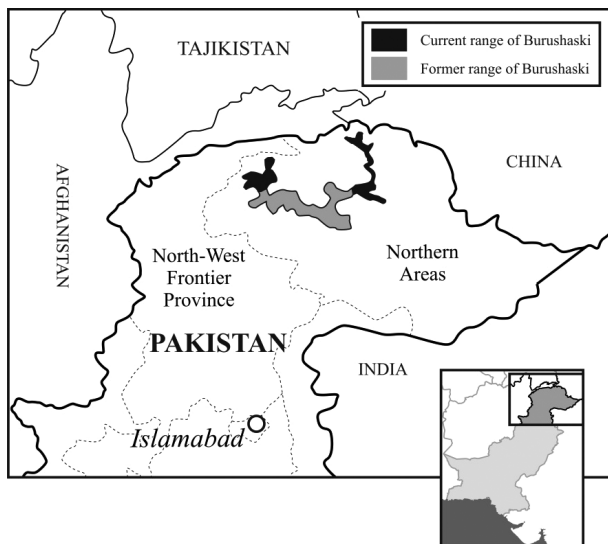 TAJIKISTAN
Current range of Burushaski
Former range of Burushaski
CHINA
AFGHANISTAN
North-West
Frontier
Province
Northern
Areas
PAKISTAN
INDIA
Islamabad